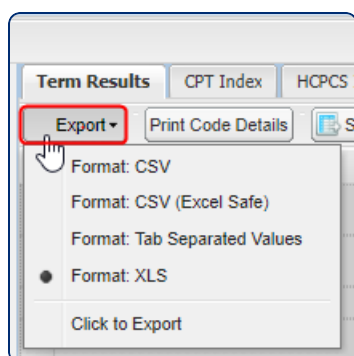 Term Results CPT Index HCPCS
Export Print Code Details
Format: CSV
Format: CSV (Excel Safe)
Format: Tab Separated Values
Format: XLS
Click to Export